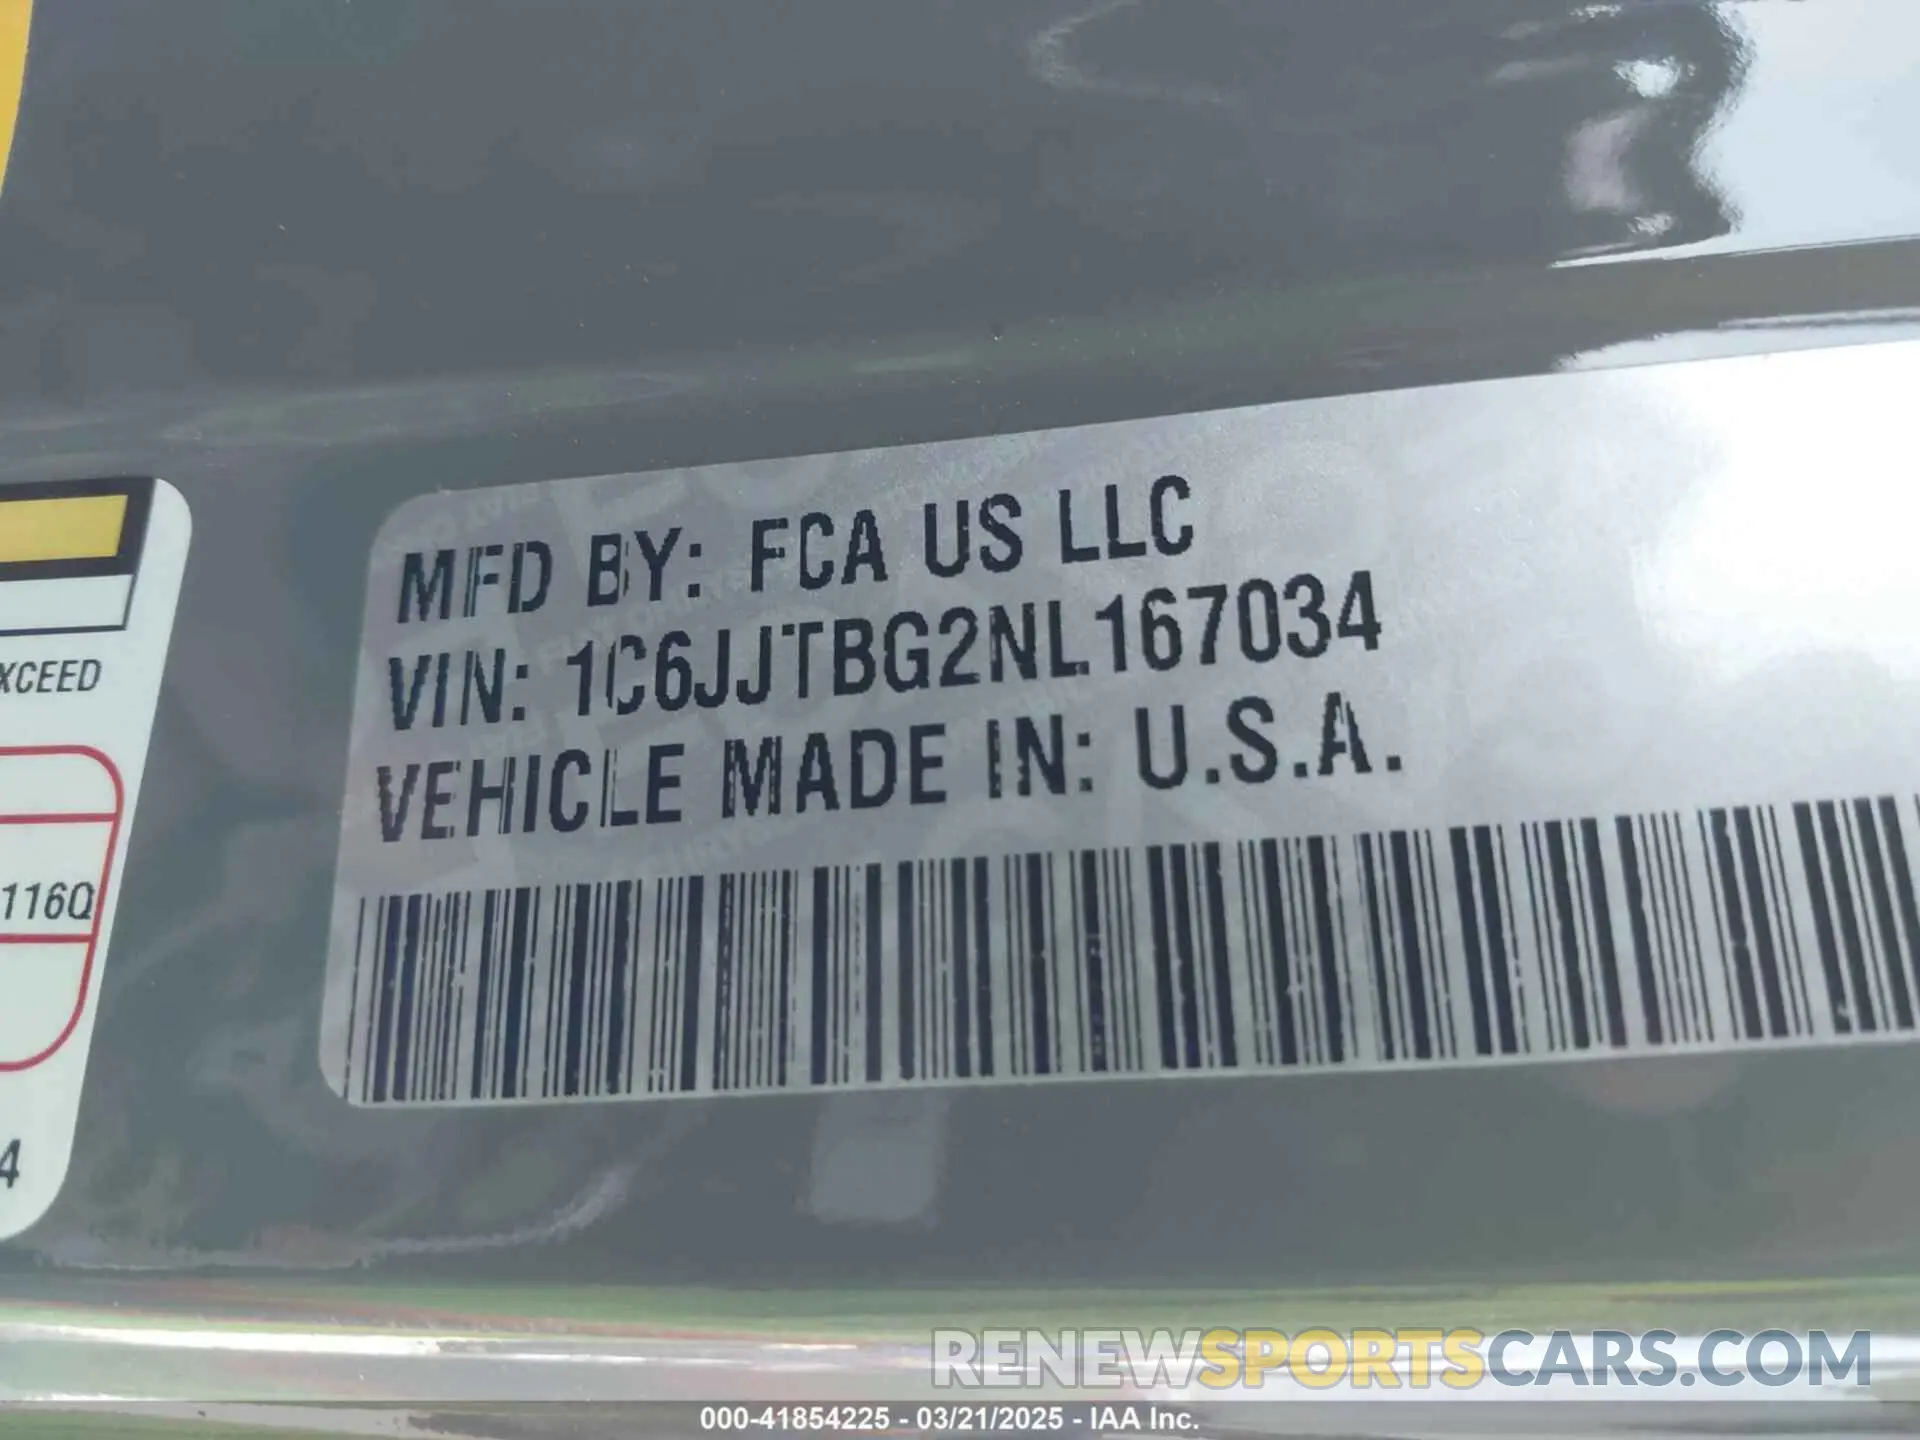 MFD BY: FCA US LLC
VIN: 1C6JJTBG2NL167034
VEHICLE MADE IN: U.S.A.
XCEED
116Q
4
RENEWSPORTSCARS.COM
000-41854225 - 03/21/2025 - IAA Inc.